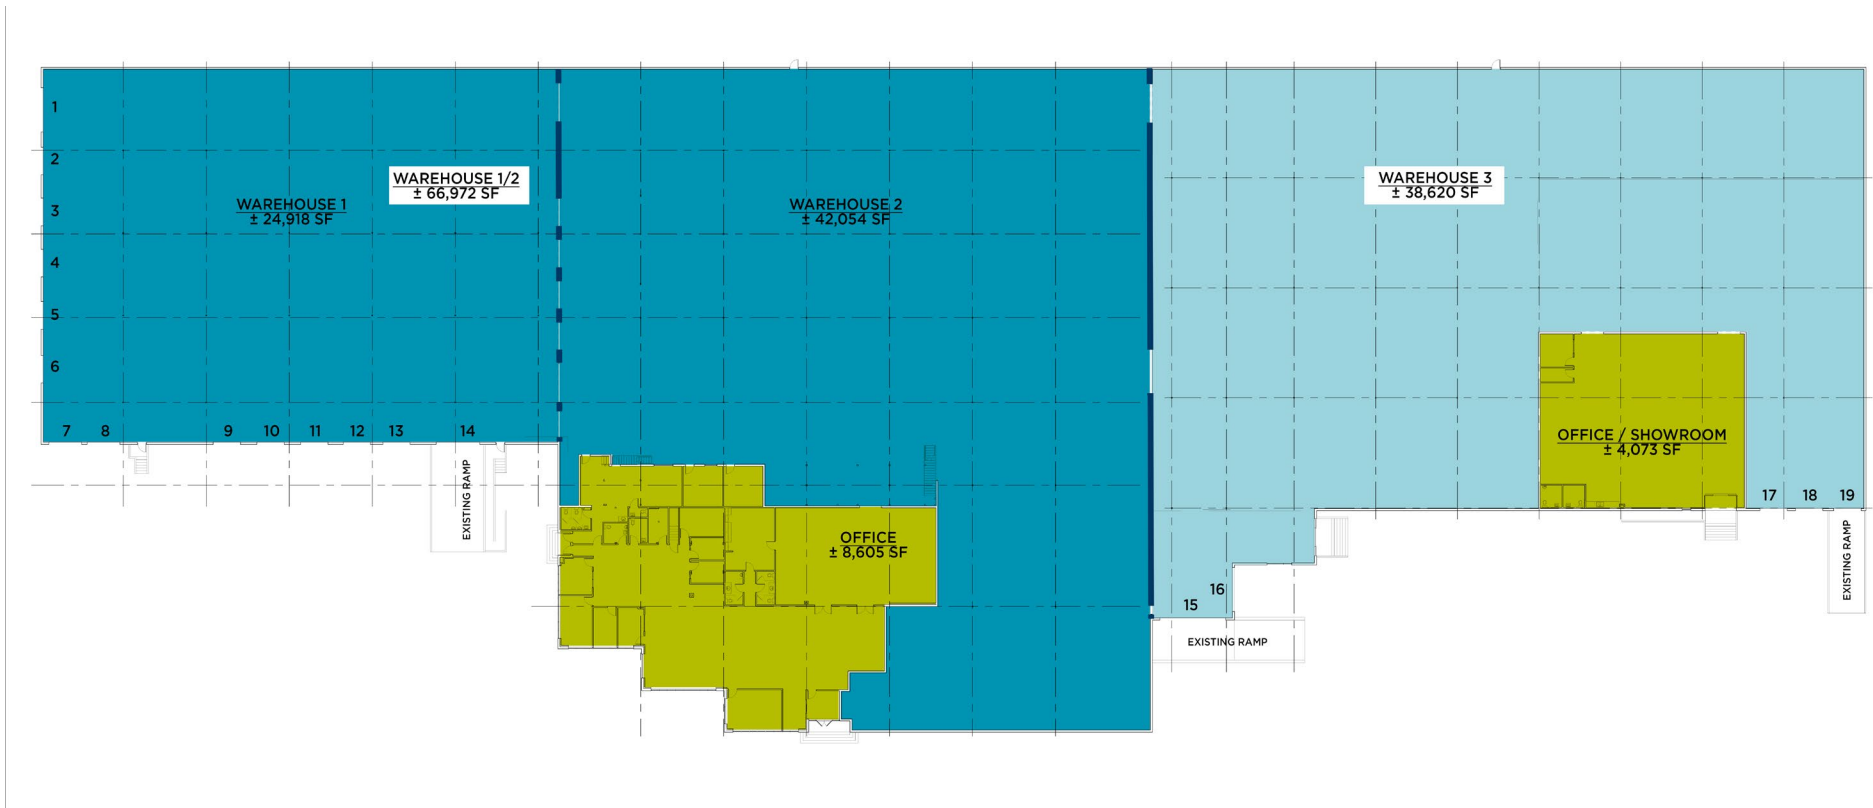 1
2
3
4
5
6
WAREHOUSE 1
± 24,918 SF
WAREHOUSE 1/2
± 66,972 SF
WAREHOUSE 2
± 42,054 SF
WAREHOUSE 3
± 38,620 SF
7 8 9 10 11 12 13 14
EXISTING RAMP
OFFICE
± 8,605 SF
OFFICE / SHOWROOM
± 4,073 SF
15
16
EXISTING RAMP
17 18 19
EXISTING RAMP